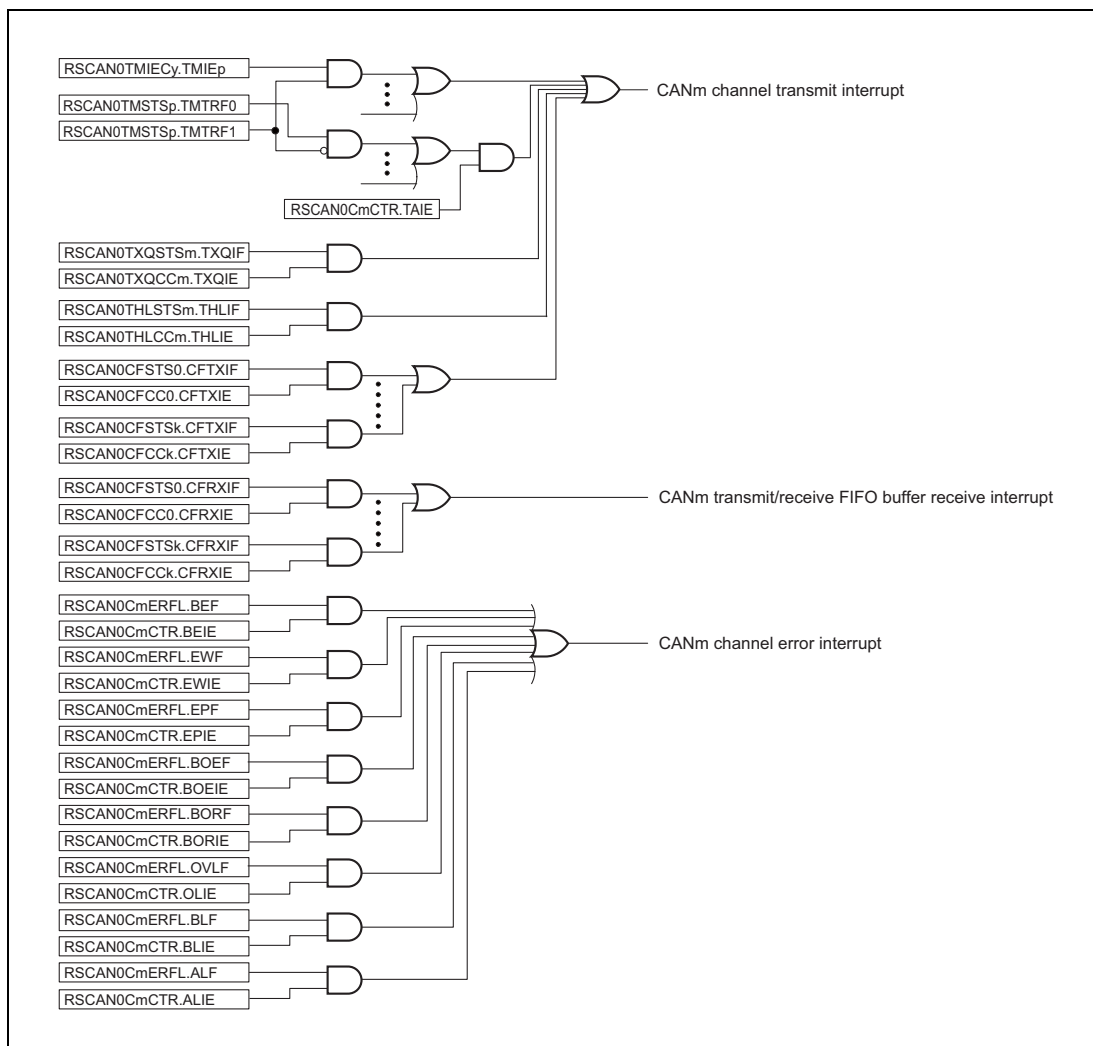 RSCAN0TMIECy.TMIEp
RSCAN0TMSTSp.TMTRF0
RSCAN0TMSTSp.TMTRF1
CANm channel transmit interrupt
RSCAN0CmCTR.TAIE
RSCAN0TXQSTSm.TXQIF
RSCAN0TXQCCm.TXQIE
RSCAN0THLSTSm.THLIF
RSCAN0THLCCm.THLIE
RSCAN0CFSTS0.CFTXIF
RSCAN0CFCC0.CFTXIE
RSCAN0CFSTSk.CFTXIF
RSCAN0CFCCk.CFTXIE
RSCAN0CFSTS0.CFRXIF
RSCAN0CFCC0.CFRXIE
CANm transmit/receive FIFO buffer receive interrupt
RSCAN0CFSTSk.CFRXIF
RSCAN0CFCCk.CFRXIE
RSCAN0CmERFL.BEF
RSCAN0CmCTR.BEIE
CANm channel error interrupt
RSCAN0CmERFL.EWF
RSCAN0CmCTR.EWIE
RSCAN0CmERFL.EPF
RSCAN0CmCTR.EPIE
RSCAN0CmERFL.BOEF
RSCAN0CmCTR.BOEIE
RSCAN0CmERFL.BORF
RSCAN0CmCTR.BORIE
RSCAN0CmERFL.OVLF
RSCAN0CmCTR.OLIE
RSCAN0CmERFL.BLF
RSCAN0CmCTR.BLIE
RSCAN0CmERFL.ALF
RSCAN0CmCTR.ALIE